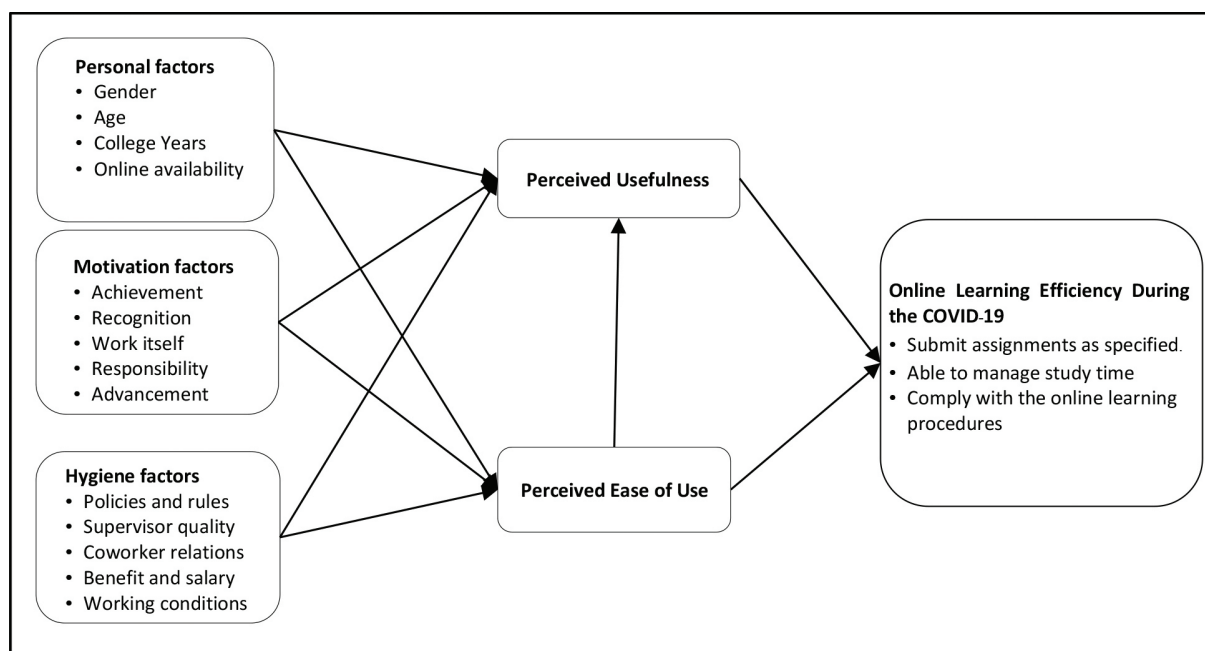 Personal factors
• Gender
• Age
• College Years
• Online availability
Motivation factors
• Achievement
• Recognition
• Work itself
• Responsibility
• Advancement
Hygiene factors
• Policies and rules
• Supervisor quality
• Coworker relations
• Benefit and salary
• Working conditions
Perceived Usefulness
Perceived Ease of Use
Online Learning Efficiency During
the COVID-19
• Submit assignments as specified.
• Able to manage study time
• Comply with the online learning
procedures